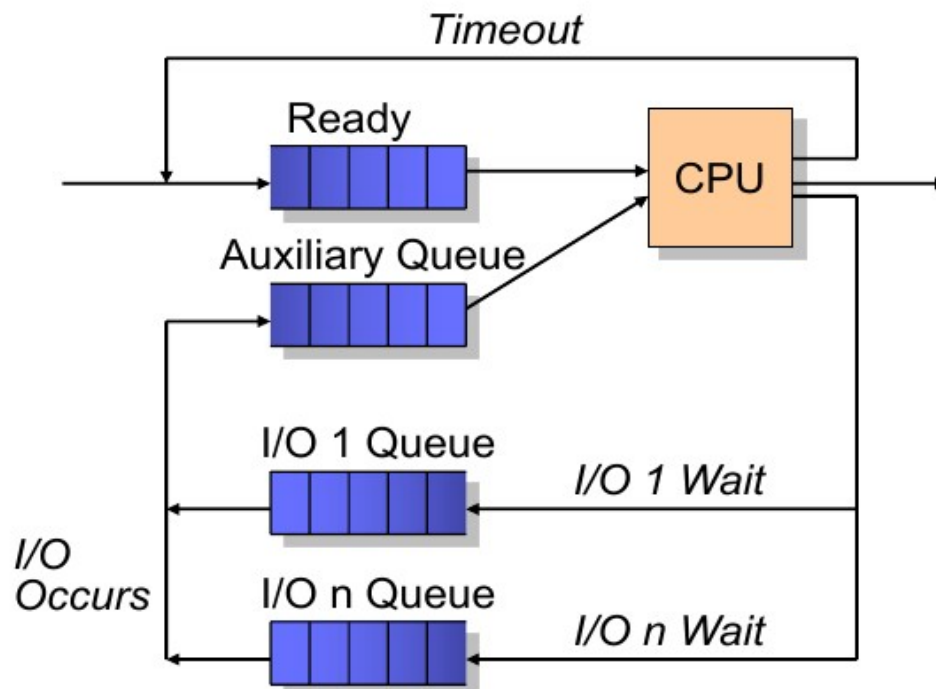 Timeout
Ready
CPU
Auxiliary Queue
I/O 1 Queue
I/O 1 Wait
I/O
Occurs
I/O n Queue
I/O n Wait